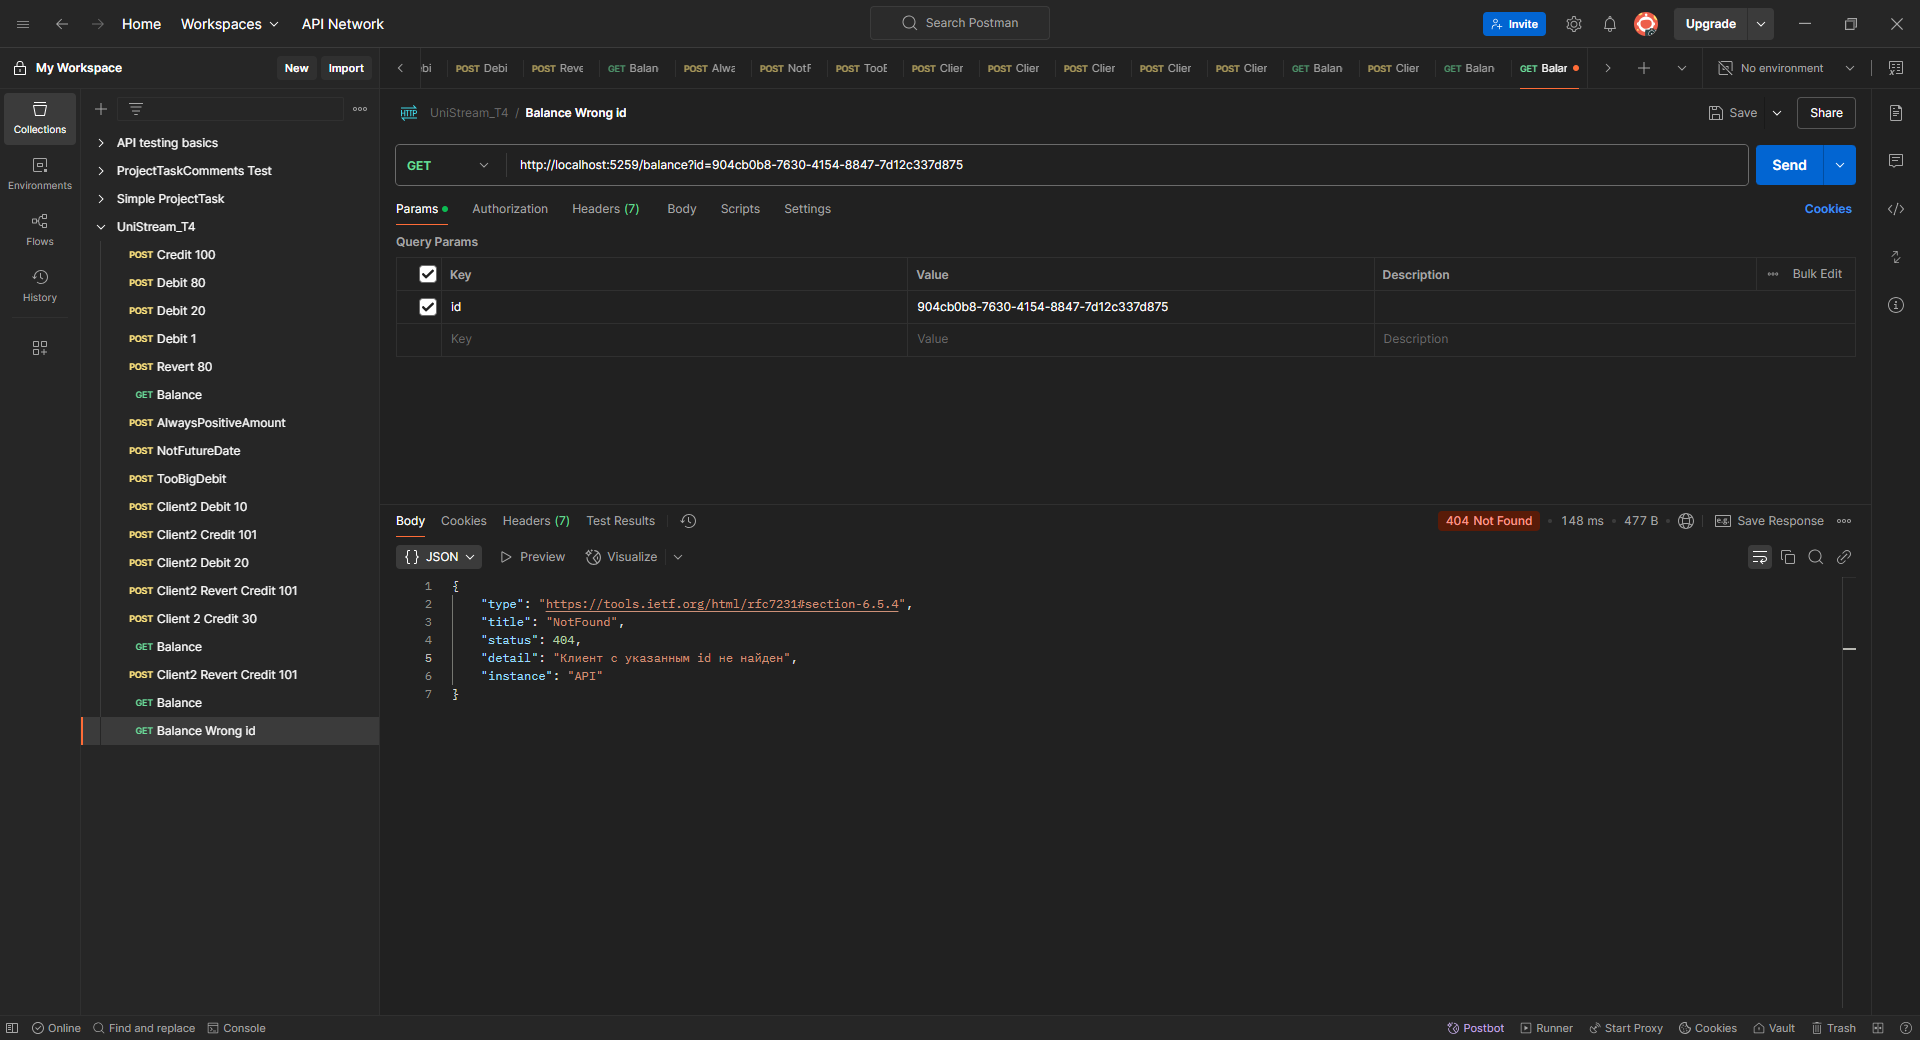 Home Workspaces API Network Search Postman Invite Upgrade
My Workspace New Import
bi POST Debi POST Reve GET Balan POST Alwa POST NotF POST TooB POST Clier POST Clier POST Clier POST Clier POST Clier GET Balan POST Clier GET Balan GET Balar No environment
Collections
Environments
Flows
History
API testing basics
ProjectTaskComments Test
Simple ProjectTask
UniStream_T4
POST Credit 100
POST Debit 80
POST Debit 20
POST Debit 1
POST Revert 80
GET Balance
POST AlwaysPositiveAmount
POST NotFutureDate
POST TooBigDebit
POST Client2 Debit 10
POST Client2 Credit 101
POST Client2 Debit 20
POST Client2 Revert Credit 101
POST Client 2 Credit 30
GET Balance
POST Client2 Revert Credit 101
GET Balance
GET Balance Wrong id
HTTP UniStream_T4 / Balance Wrong id Save Share
GET http://localhost:5259/balance?id=904cb0b8-7630-4154-8847-7d12c337d875 Send
Params Authorization Headers (7) Body Scripts Settings Cookies
Query Params
Key Value Description Bulk Edit
id 904cb0b8-7630-4154-8847-7d12c337d875
Key Value Description
Body Cookies Headers (7) Test Results 404 Not Found 148 ms 477 B e.g. Save Response
{} JSON Preview Visualize
1 {
2 "type": "https://tools.ietf.org/html/rfc7231#section-6.5.4",
3 "title": "NotFound",
4 "status": 404,
5 "detail": "Клиент с указанным id не найден",
6 "instance": "API"
7 }
Online Find and replace Console Postbot Runner Start Proxy Cookies Vault Trash